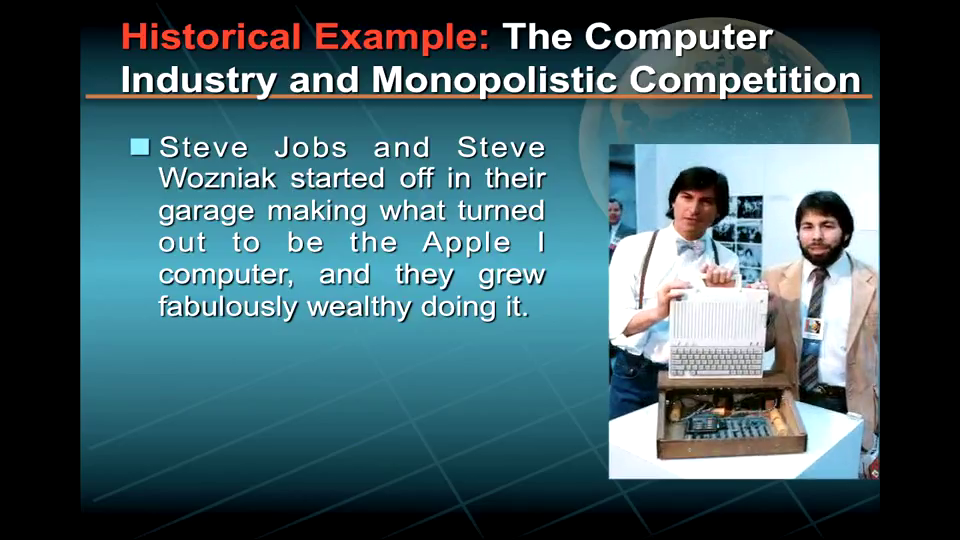 Historical Example: The Computer
Industry and Monopolistic Competition
Steve Jobs and Steve
Wozniak started off in their
garage making what turned
out to be the Apple I
computer, and they grew
fabulously wealthy doing it.